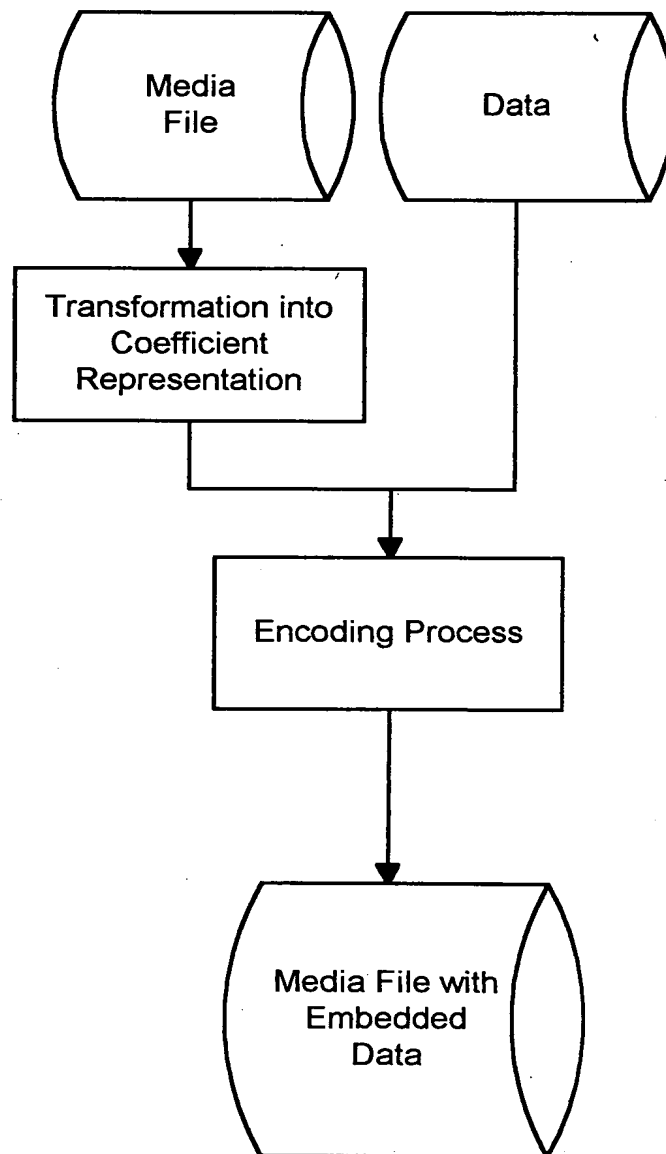 Media
File
Data
Transformation into
Coefficient
Representation
Encoding Process
Media File with
Embedded
Data